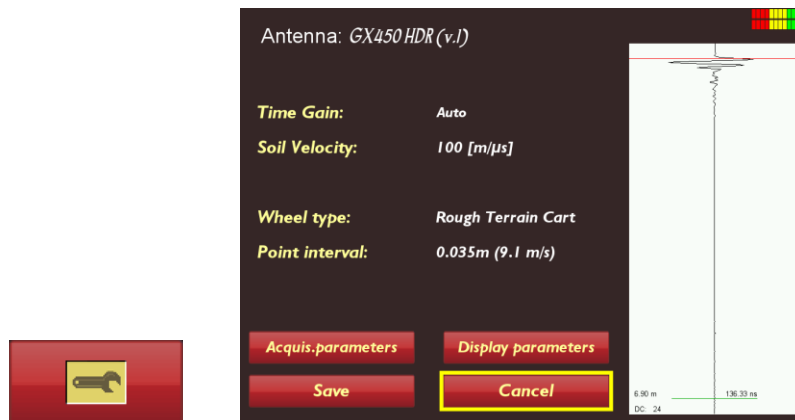 Antenna: GX450 HDR (v.1)
Time Gain: Auto
Soil Velocity: 100 [m/µs]
Wheel type: Rough Terrain Cart
Point interval: 0.035m (9.1 m/s)
Acquis.parameters Display parameters
Save Cancel
6.90 m 136.33 ns
DC: 24